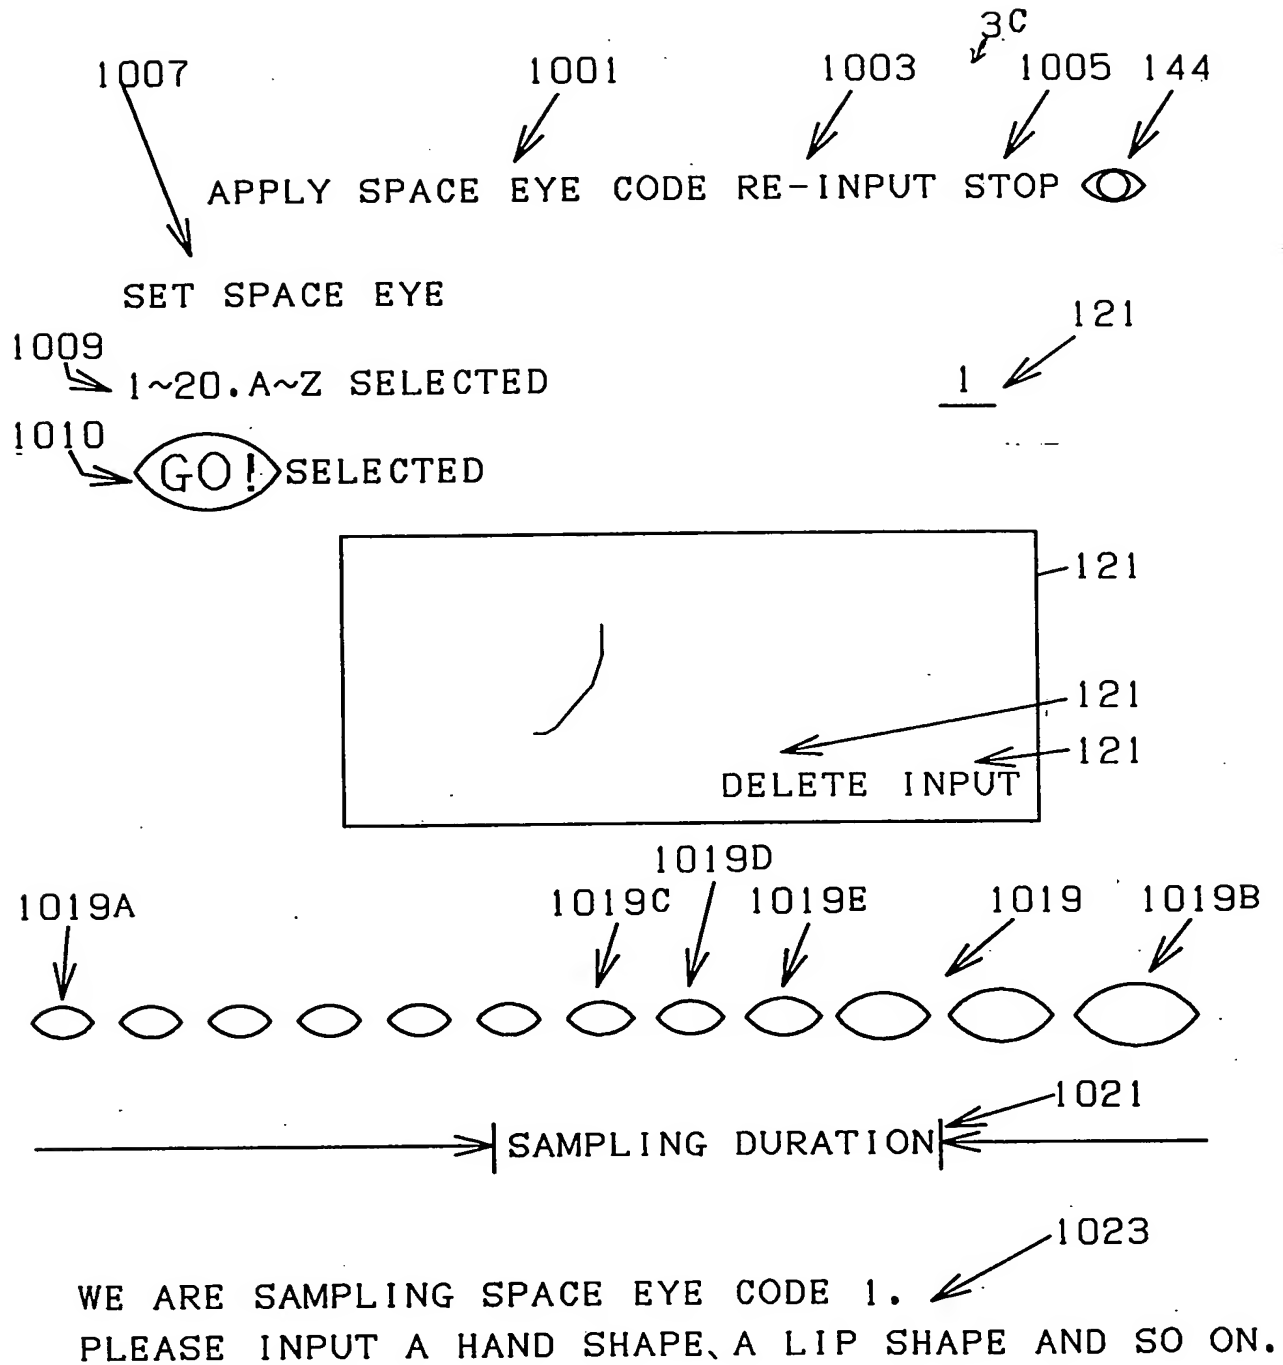 3C
1007 1001 1003 1005 144
APPLY SPACE EYE CODE RE-INPUT STOP
SET SPACE EYE
121
1009
1~20.A~Z SELECTED 1
1010
GO! SELECTED
121
121
121
DELETE INPUT
1019D
1019A 1019C 1019E 1019 1019B
1021
SAMPLING DURATION
1023
WE ARE SAMPLING SPACE EYE CODE 1.
PLEASE INPUT A HAND SHAPE、A LIP SHAPE AND SO ON.